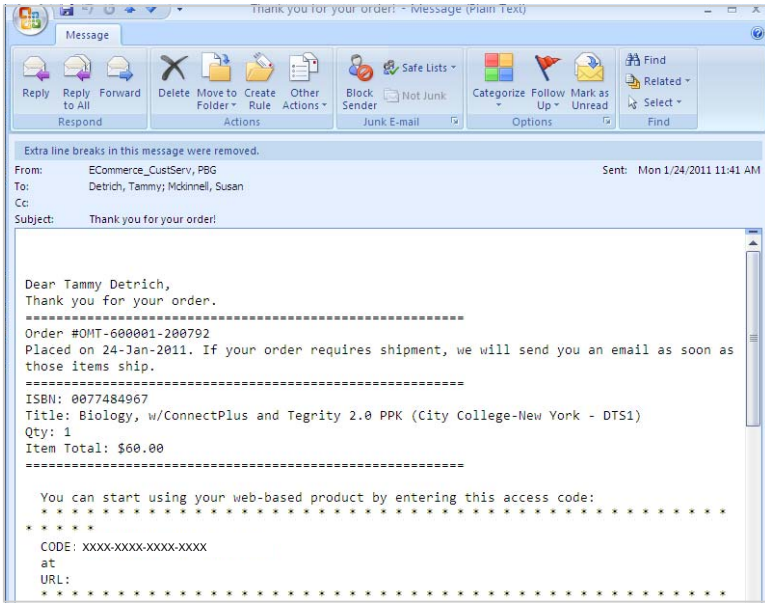 Thank you for your order! - Message (Plain Text)
Message
Reply
Reply to All
Forward
Respond
Delete
Move to Folder
Create Rule
Other Actions
Actions
Block Sender
Safe Lists
Not Junk
Junk E-mail
Categorize
Follow Up
Mark as Unread
Options
Find
Related
Select
Find
Extra line breaks in this message were removed.
From: ECommerce_CustServ, PBG Sent: Mon 1/24/2011 11:41 AM
To: Detrich, Tammy; Mckinnell, Susan
Cc:
Subject: Thank you for your order!
Dear Tammy Detrich,
Thank you for your order.
=========================================================
Order #OMT-600001-200792
Placed on 24-Jan-2011. If your order requires shipment, we will send you an email as soon as
those items ship.
=========================================================
ISBN: 0077484967
Title: Biology, w/ConnectPlus and Tegrity 2.0 PPK (City College-New York - DTS1)
Qty: 1
Item Total: $60.00
=========================================================
You can start using your web-based product by entering this access code:
* * * * * * * * * * * * * * * * * * * * * * * * * * * * * * * * * * * * * * * * * * * * *
* * * * *
CODE: XXXX-XXXX-XXXX-XXXX
at
URL:
* * * * * * * * * * * * * * * * * * * * * * * * * * * * * * * * * * * * * * * * * * * * *